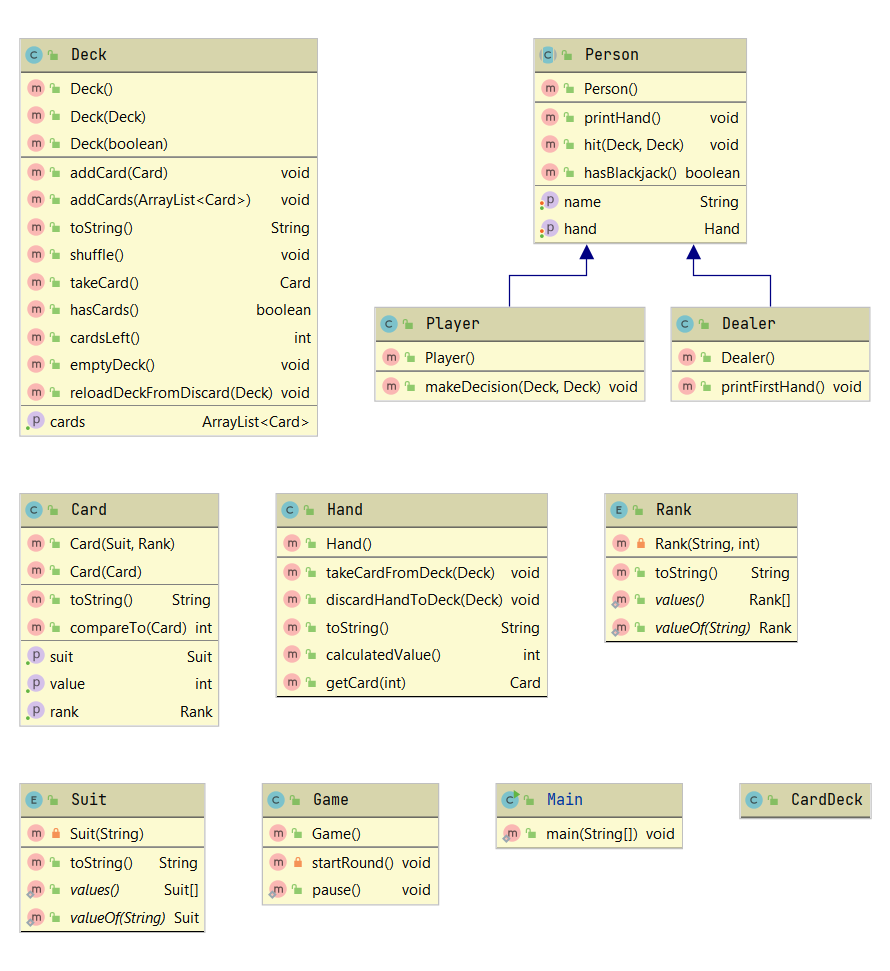 Deck
Deck()
Deck(Deck)
Deck(boolean)
addCard(Card) void
addCards(ArrayList<Card>) void
toString() String
shuffle() void
takeCard() Card
hasCards() boolean
cardsLeft() int
emptyDeck() void
reloadDeckFromDiscard(Deck) void
cards ArrayList<Card>
Person
Person()
printHand() void
hit(Deck, Deck) void
hasBlackjack() boolean
name String
hand Hand
Player
Player()
makeDecision(Deck, Deck) void
Dealer
Dealer()
printFirstHand() void
Card
Card(Suit, Rank)
Card(Card)
toString() String
compareTo(Card) int
suit Suit
value int
rank Rank
Hand
Hand()
takeCardFromDeck(Deck) void
discardHandToDeck(Deck) void
toString() String
calculatedValue() int
getCard(int) Card
Rank
Rank(String, int)
toString() String
values() Rank[]
valueOf(String) Rank
Suit
Suit(String)
toString() String
values() Suit[]
valueOf(String) Suit
Game
Game()
startRound() void
pause() void
Main
main(String[]) void
CardDeck